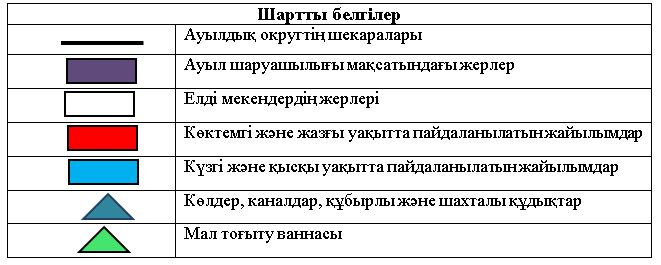 Шартты белгілер
Ауылдық округтің шекаралары
Ауыл шаруашылығы мақсатындағы жерлер
Елді мекендердің жерлері
Көктемгі және жазғы уақытта пайдаланылатын жайылымдар
Күзгі және қысқы уақытта пайдаланылатын жайылымдар
Көлдер, каналдар, құбырлы және шахталы құдықтар
Мал тоғыту ваннасы